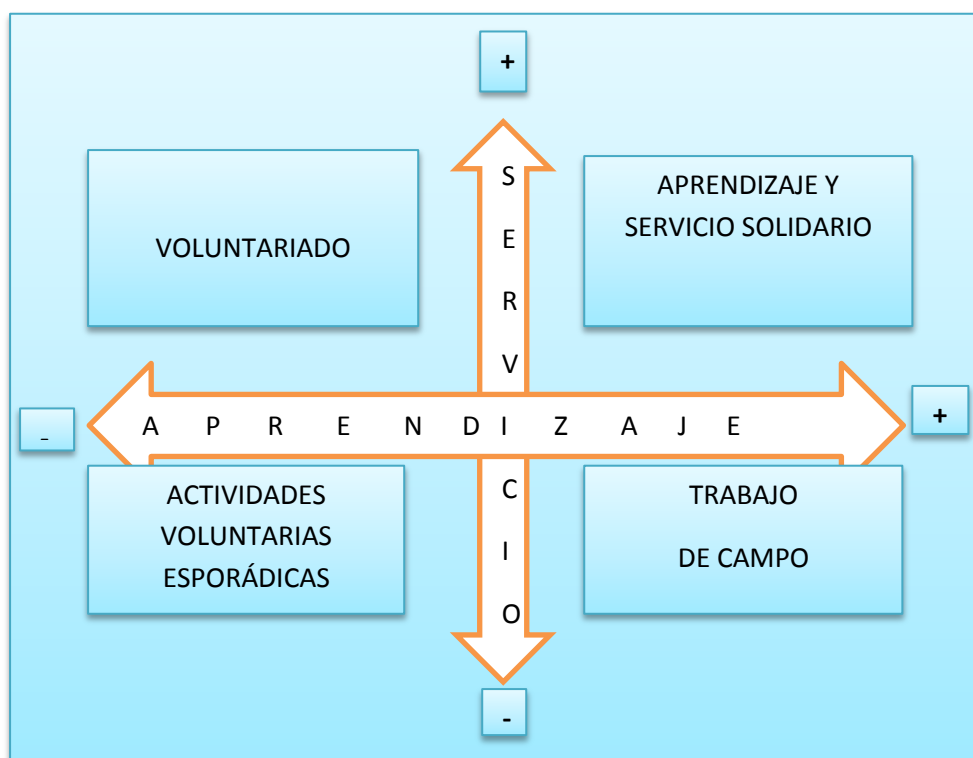 +
VOLUNTARIADO
APRENDIZAJE Y
SERVICIO SOLIDARIO
S E R V I C I O
A P R E N D I Z A J E
-
+
ACTIVIDADES
VOLUNTARIAS
ESPORÁDICAS
TRABAJO
DE CAMPO
-